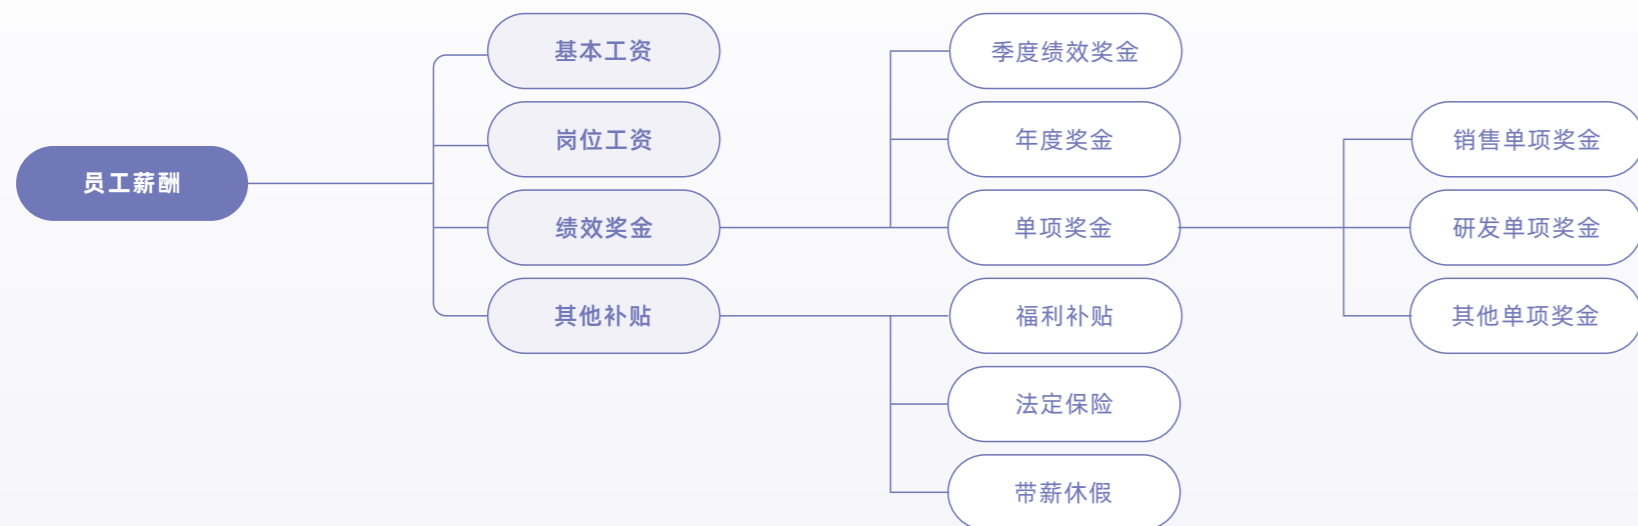 员工薪酬
基本工资
岗位工资
绩效奖金
其他补贴
季度绩效奖金
年度奖金
单项奖金
福利补贴
法定保险
带薪休假
销售单项奖金
研发单项奖金
其他单项奖金